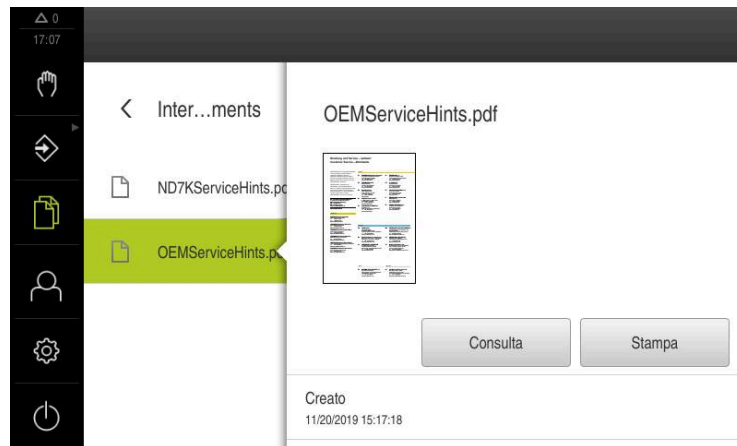 0
17:07
Inter...ments
ND7KServiceHints.pd
OEMServiceHints.pd
OEMServiceHints.pdf
Consulta
Stampa
Creato
11/20/2019 15:17:18